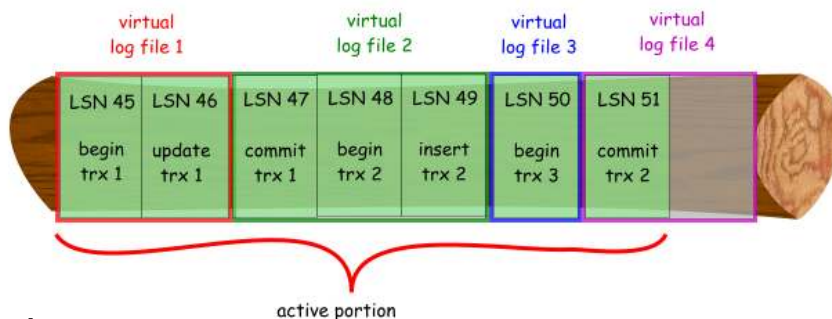 virtual
log file 1
virtual
log file 2
virtual
log file 3
virtual
log file 4
LSN 45
begin
trx 1
LSN 46
update
trx 1
LSN 47
commit
trx 1
LSN 48
begin
trx 2
LSN 49
insert
trx 2
LSN 50
begin
trx 3
LSN 51
commit
trx 2
active portion